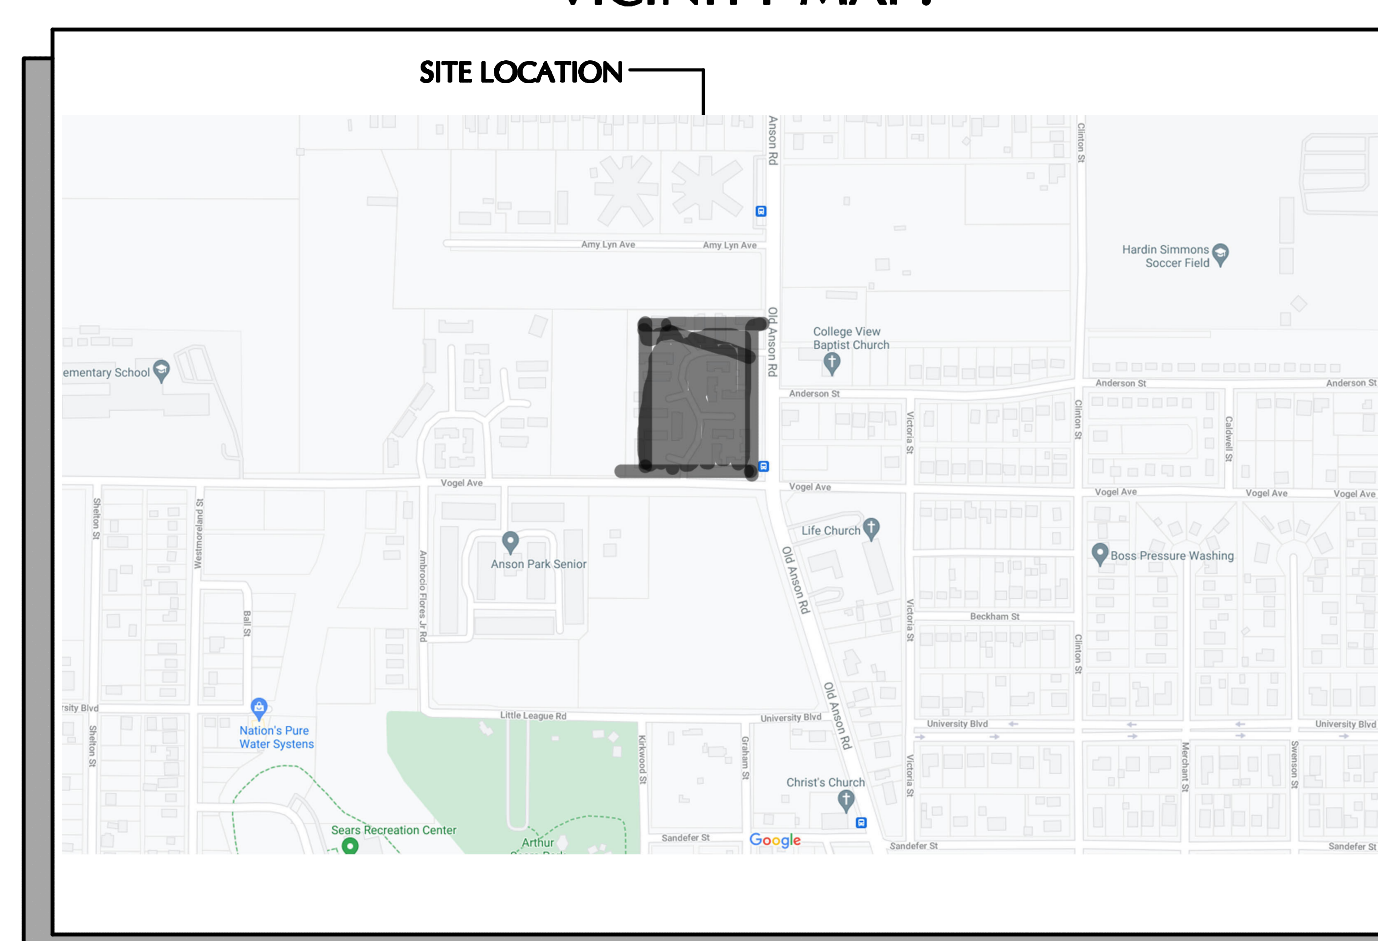 VICINITY MAP:
SITE LOCATION
Anson Rd
Clinton St
Amy Lyn Ave
Amy Lyn Ave
Hardin Simmons
Soccer Field
Old Anson Rd
College View
Baptist Church
ementary School
Anderson St
Anderson St
Anderson St
Victoria St
Clinton St
Caldwell St
Vogel Ave
Vogel Ave
Vogel Ave
Vogel Ave
Vogel Ave
Shelton St
Westmoreland St
Life Church
Boss Pressure Washing
Anson Park Senior
Old Anson Rd
Ambrocio Flores Jr Rd
Ball St
Victoria St
Beckham St
Clinton St
rsity Blvd
Old Anson Rd
Little League Rd
University Blvd
University Blvd
University Blvd
Nation's Pure
Water Systens
Shelton St
Kirkwood St
Graham St
Victoria St
Merchant St
Swenson St
Christ's Church
Sears Recreation Center
Arthur
Sandefer St
Google
Sandefer St
Sandefer St